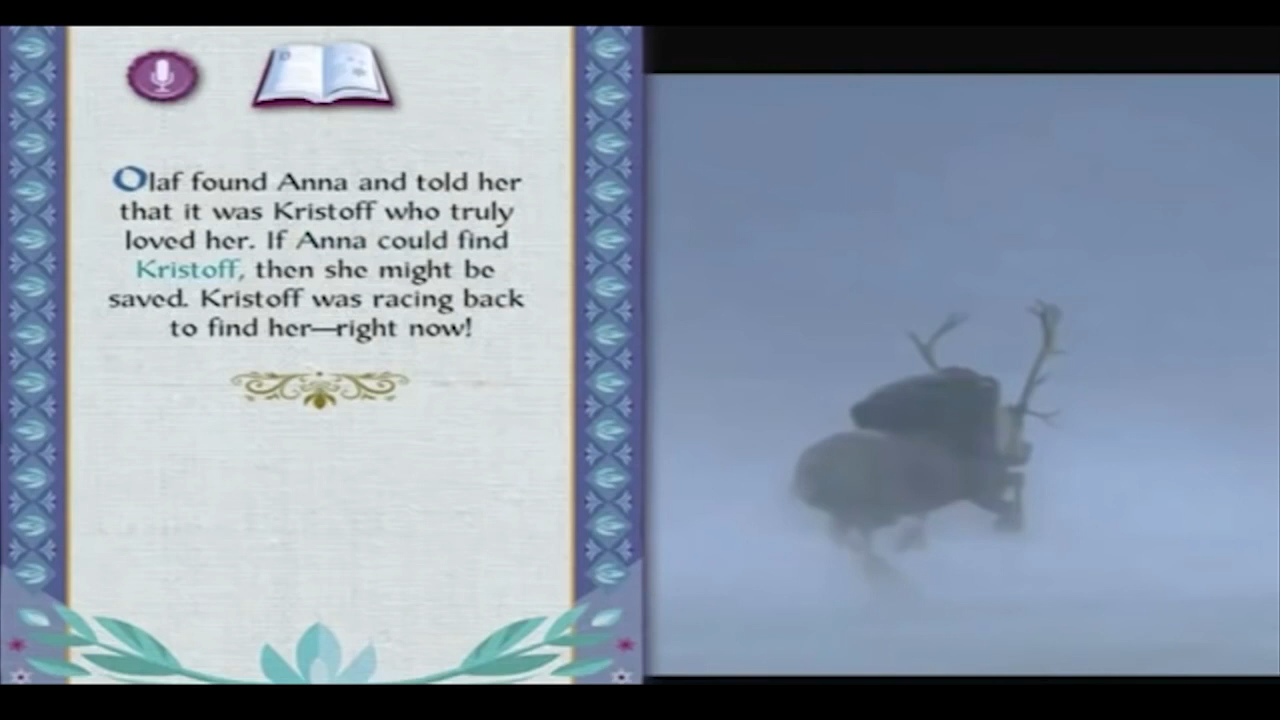 Olaf found Anna and told her
that it was Kristoff who truly
loved her. If Anna could find
Kristoff, then she might be
saved. Kristoff was racing back
to find her—right now!